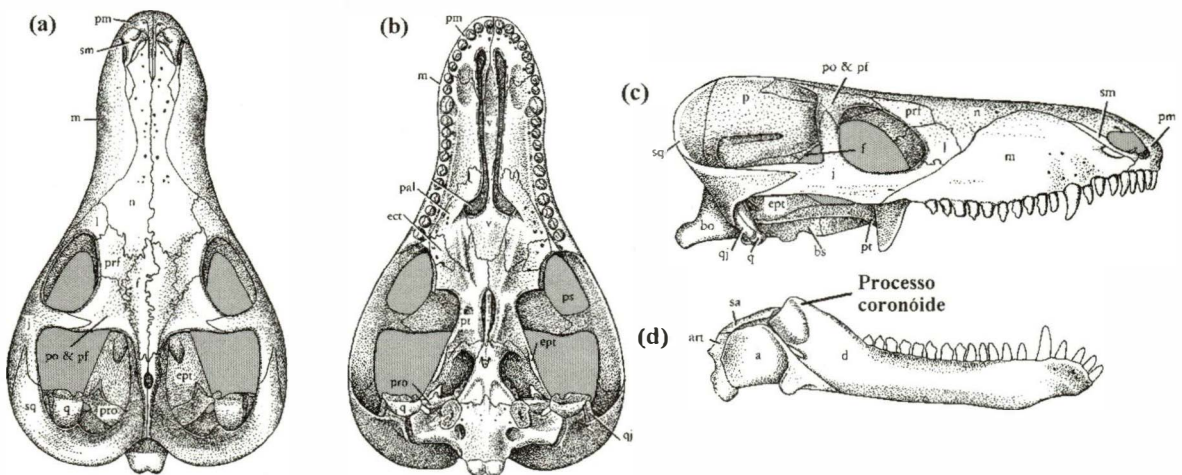 (a)
pm
sm
m
n
l
prf
f
j
po & pf
ept
sq
q
pro
(b)
pm
m
v
pal
ect
v
ps
pt
ept
pro
q
qj
(c)
po & pf
p
prf
n
sm
pm
sq
l
f
m
j
ept
bo
qj
q
bs
pt
(d)
Processo
coronóide
sa
art
a
d